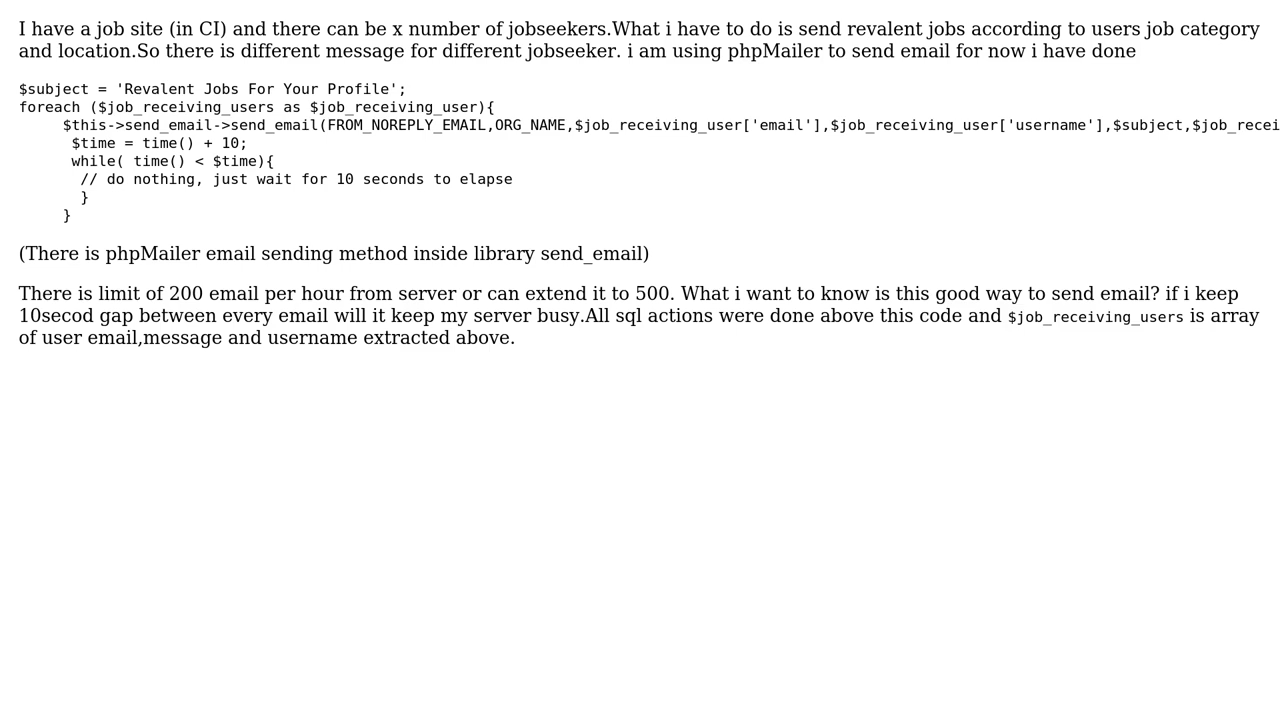 I have a job site (in CI) and there can be x number of jobseekers.What i have to do is send revalent jobs according to users job category
and location.So there is different message for different jobseeker. i am using phpMailer to send email for now i have done
$subject = 'Revalent Jobs For Your Profile';
foreach ($job_receiving_users as $job_receiving_user){
$this->send_email->send_email(FROM_NOREPLY_EMAIL,ORG_NAME,$job_receiving_user['email'],$job_receiving_user['username'],$subject,$job_recei
$time = time() + 10;
while( time() < $time){
// do nothing, just wait for 10 seconds to elapse
}
}
(There is phpMailer email sending method inside library send_email)
There is limit of 200 email per hour from server or can extend it to 500. What i want to know is this good way to send email? if i keep
10secod gap between every email will it keep my server busy.All sql actions were done above this code and $job_receiving_users is array
of user email,message and username extracted above.